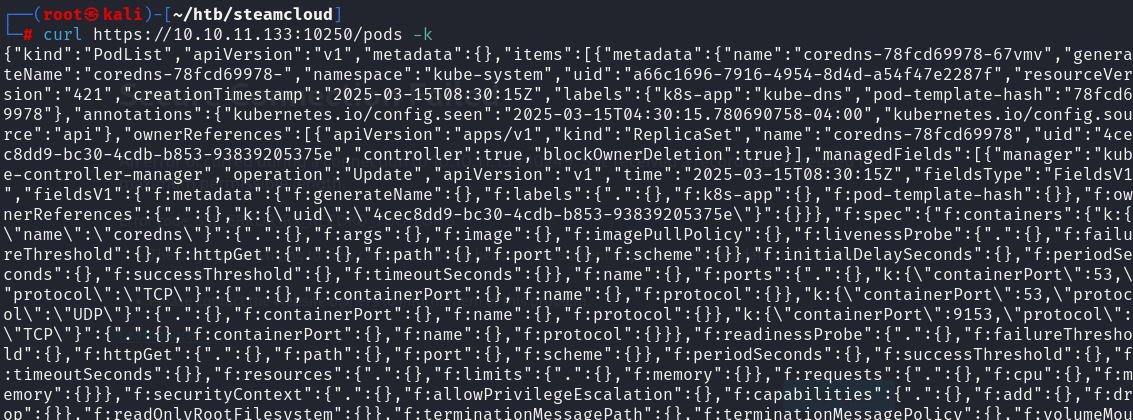 ┌──(root㉿kali)-[~/htb/steamcloud]
└─# curl https://10.10.11.133:10250/pods -k
{"kind":"PodList","apiVersion":"v1","metadata":{},"items":[{"metadata":{"name":"coredns-78fcd69978-67vmv","genera
teName":"coredns-78fcd69978-","namespace":"kube-system","uid":"a66c1696-7916-4954-8d4d-a54f47e2287f","resourceVer
sion":"421","creationTimestamp":"2025-03-15T08:30:15Z","labels":{"k8s-app":"kube-dns","pod-template-hash":"78fcd6
9978"},"annotations":{"kubernetes.io/config.seen":"2025-03-15T04:30:15.780690758-04:00","kubernetes.io/config.sou
rce":"api"},"ownerReferences":[{"apiVersion":"apps/v1","kind":"ReplicaSet","name":"coredns-78fcd69978","uid":"4ce
c8dd9-bc30-4cdb-b853-93839205375e","controller":true,"blockOwnerDeletion":true}],"managedFields":[{"manager":"kub
e-controller-manager","operation":"Update","apiVersion":"v1","time":"2025-03-15T08:30:15Z","fieldsType":"FieldsV1
","fieldsV1":{"f:metadata":{"f:generateName":{},"f:labels":{".":{},"f:k8s-app":{},"f:pod-template-hash":{}},"f:ow
nerReferences":{".":{},"k:{\"uid\":\"4cec8dd9-bc30-4cdb-b853-93839205375e\"}":{}}},"f:spec":{"f:containers":{"k:{
\"name\":\"coredns\"}":{".":{},"f:args":{},"f:image":{},"f:imagePullPolicy":{},"f:livenessProbe":{".":{},"f:failu
reThreshold":{},"f:httpGet":{".":{},"f:path":{},"f:port":{},"f:scheme":{}},"f:initialDelaySeconds":{},"f:periodSe
conds":{},"f:successThreshold":{},"f:timeoutSeconds":{}},"f:name":{},"f:ports":{".":{},"k:{\"containerPort\":53,\
"protocol\":\"TCP\"}":{".":{},"f:containerPort":{},"f:name":{},"f:protocol":{}},"k:{\"containerPort\":53,\"protoc
ol\":\"UDP\"}":{".":{},"f:containerPort":{},"f:name":{},"f:protocol":{}},"k:{\"containerPort\":9153,\"protocol\":
\"TCP\"}":{".":{},"f:containerPort":{},"f:name":{},"f:protocol":{}}},"f:readinessProbe":{".":{},"f:failureThresho
ld":{},"f:httpGet":{".":{},"f:path":{},"f:port":{},"f:scheme":{}},"f:periodSeconds":{},"f:successThreshold":{},"f
:timeoutSeconds":{}},"f:resources":{".":{},"f:limits":{".":{},"f:memory":{}},"f:requests":{".":{},"f:cpu":{},"f:m
emory":{}}},"f:securityContext":{".":{},"f:allowPrivilegeEscalation":{},"f:capabilities":{".":{},"f:add":{},"f:dr
op":{}},"f:readOnlyRootFilesystem":{}},"f:terminationMessagePath":{},"f:terminationMessagePolicy":{},"f:volumeMou